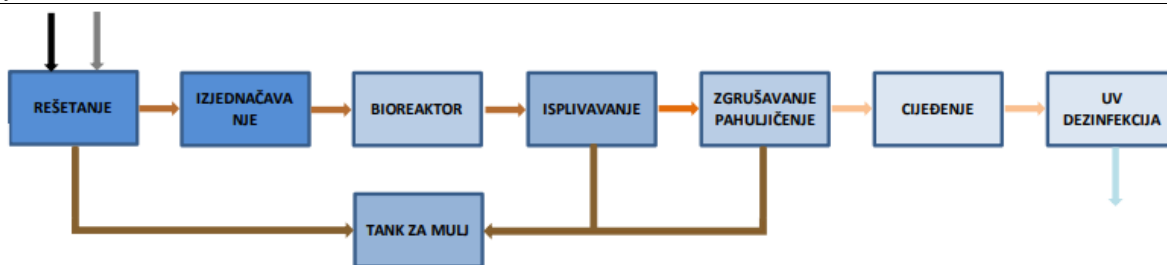 REŠETANJE
IZJEDNAČAVA
NJE
BIOREAKTOR
ISPLIVAVANJE
ZGRUŠAVANJE
PAHULJIČENJE
CIJEĐENJE
UV
DEZINFEKCIJA
TANK ZA MULJ